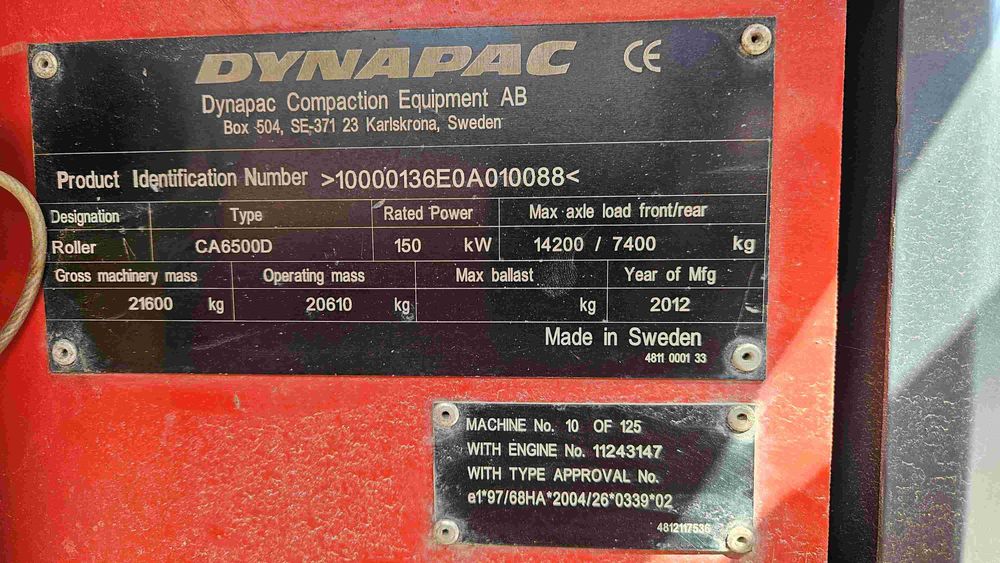 DYNAPAC CE
Dynapac Compaction Equipment AB
Box 504, SE-371 23 Karlskrona, Sweden
Product Identification Number >10000136E0A010088<
Designation Type Rated Power Max axle load front/rear
Roller CA6500D 150 kW 14200 / 7400 kg
Gross machinery mass Operating mass Max ballast Year of Mfg
21600 kg 20610 kg kg 2012
Made in Sweden
4811 0001 33
MACHINE No. 10 OF 125
WITH ENGINE No. 11243147
WITH TYPE APPROVAL No.
e1*97/68HA*2004/26*0339*02
4812117536